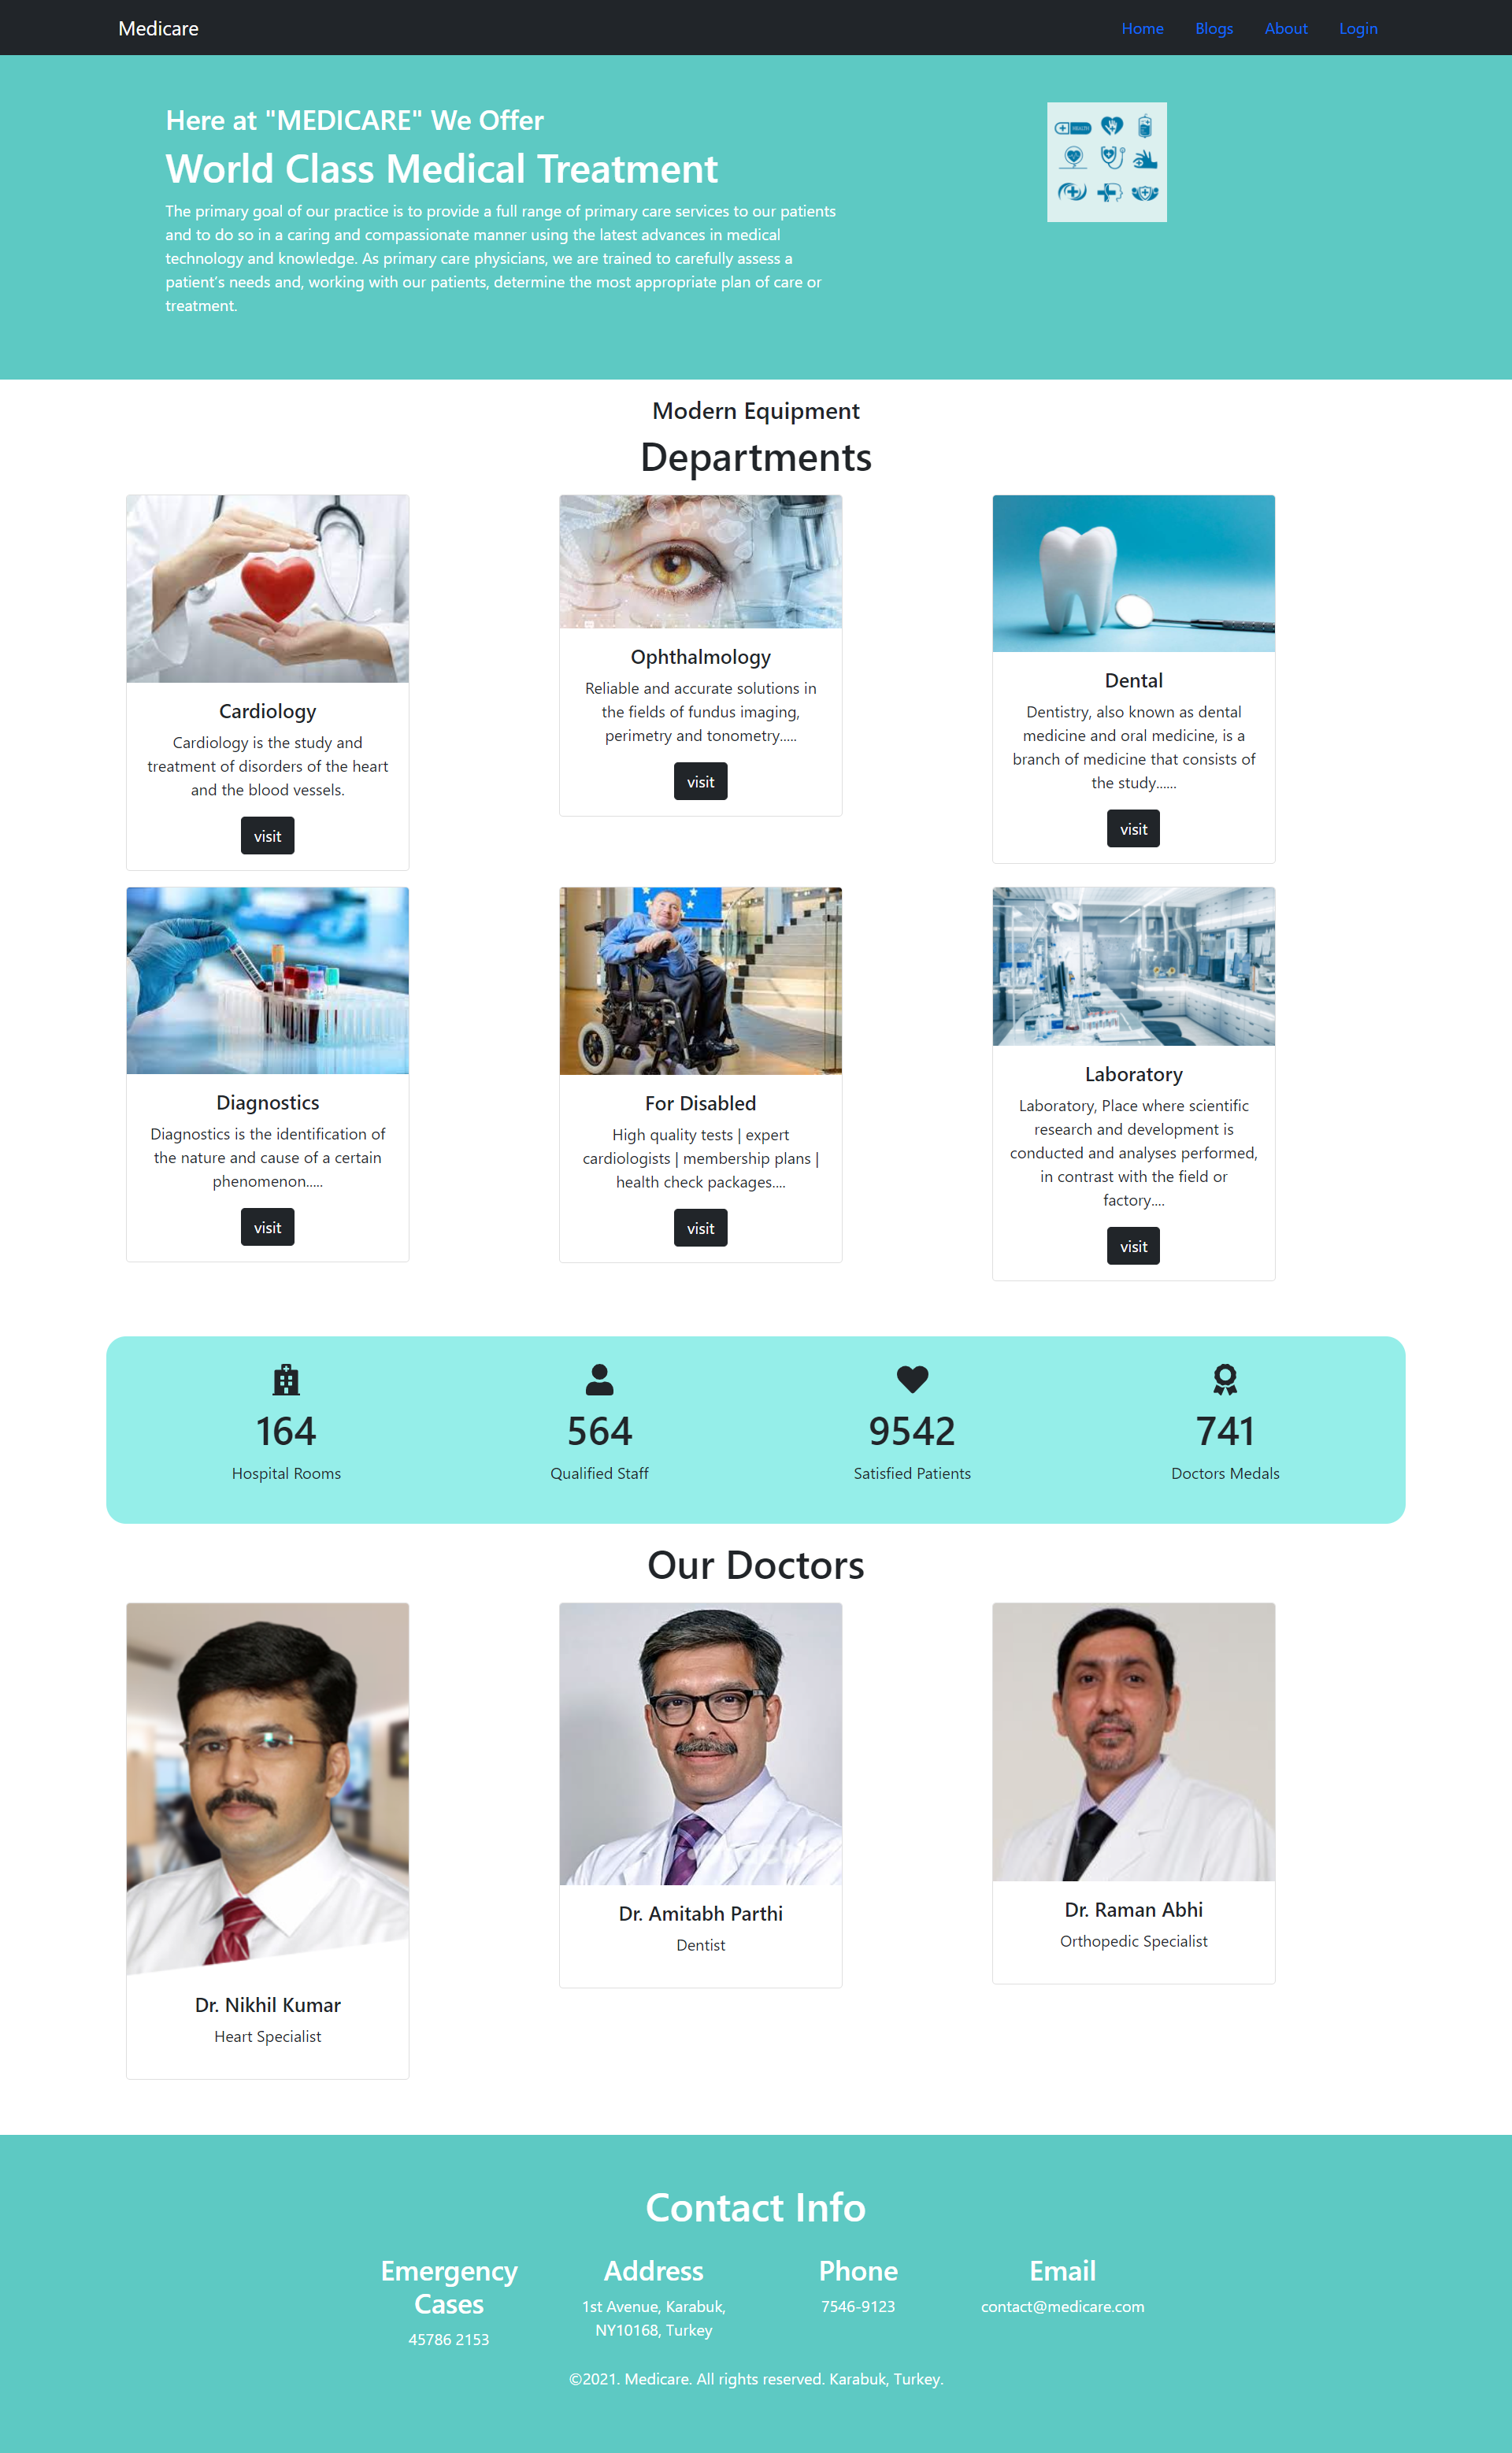 Medicare
Home Blogs About Login
Here at "MEDICARE" We Offer
World Class Medical Treatment
The primary goal of our practice is to provide a full range of primary care services to our patients
and to do so in a caring and compassionate manner using the latest advances in medical
technology and knowledge. As primary care physicians, we are trained to carefully assess a
patient’s needs and, working with our patients, determine the most appropriate plan of care or
treatment.
HEALTH
Modern Equipment
Departments
Cardiology
Cardiology is the study and
treatment of disorders of the heart
and the blood vessels.
visit
Ophthalmology
Reliable and accurate solutions in
the fields of fundus imaging,
perimetry and tonometry.....
visit
Dental
Dentistry, also known as dental
medicine and oral medicine, is a
branch of medicine that consists of
the study......
visit
Diagnostics
Diagnostics is the identification of
the nature and cause of a certain
phenomenon.....
visit
For Disabled
High quality tests | expert
cardiologists | membership plans |
health check packages....
visit
Laboratory
Laboratory, Place where scientific
research and development is
conducted and analyses performed,
in contrast with the field or
factory....
visit
164
Hospital Rooms
564
Qualified Staff
9542
Satisfied Patients
741
Doctors Medals
Our Doctors
Dr. Nikhil Kumar
Heart Specialist
Dr. Amitabh Parthi
Dentist
Dr. Raman Abhi
Orthopedic Specialist
Contact Info
Emergency
Cases
45786 2153
Address
1st Avenue, Karabuk,
NY10168, Turkey
Phone
7546-9123
Email
contact@medicare.com
©2021. Medicare. All rights reserved. Karabuk, Turkey.